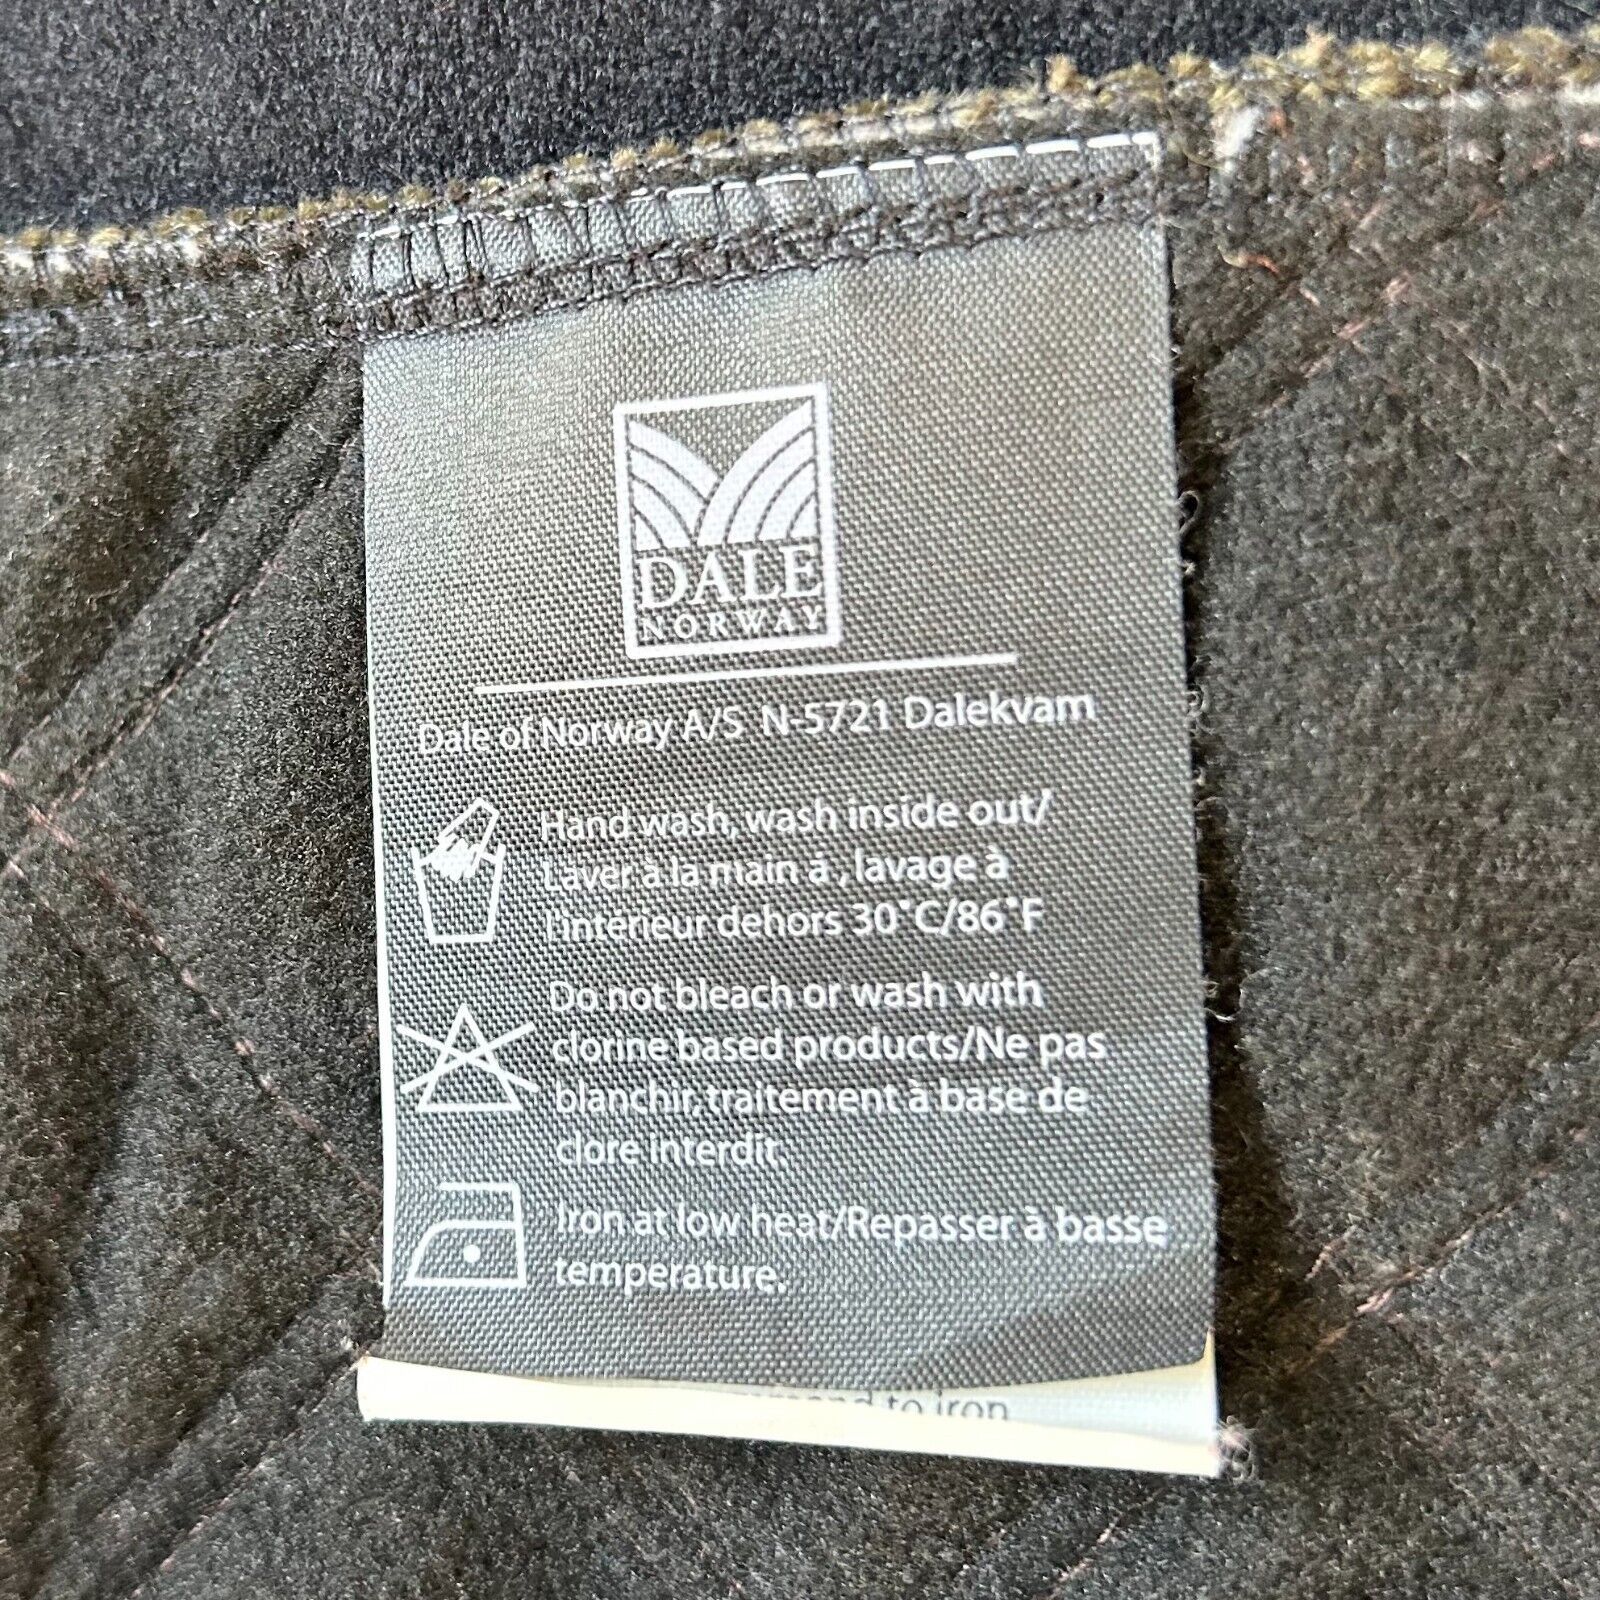 DALE
NORWAY
Dale of Norway A/S N-5721 Dalekvam
Hand wash, wash inside out/
Laver à la main à , lavage à
l'intérieur dehors 30°C/86°F
Do not bleach or wash with
clorine based products/Ne pas
blanchir, traitement à base de
clore interdit.
Iron at low heat/Repasser à basse
temperature.
to iron